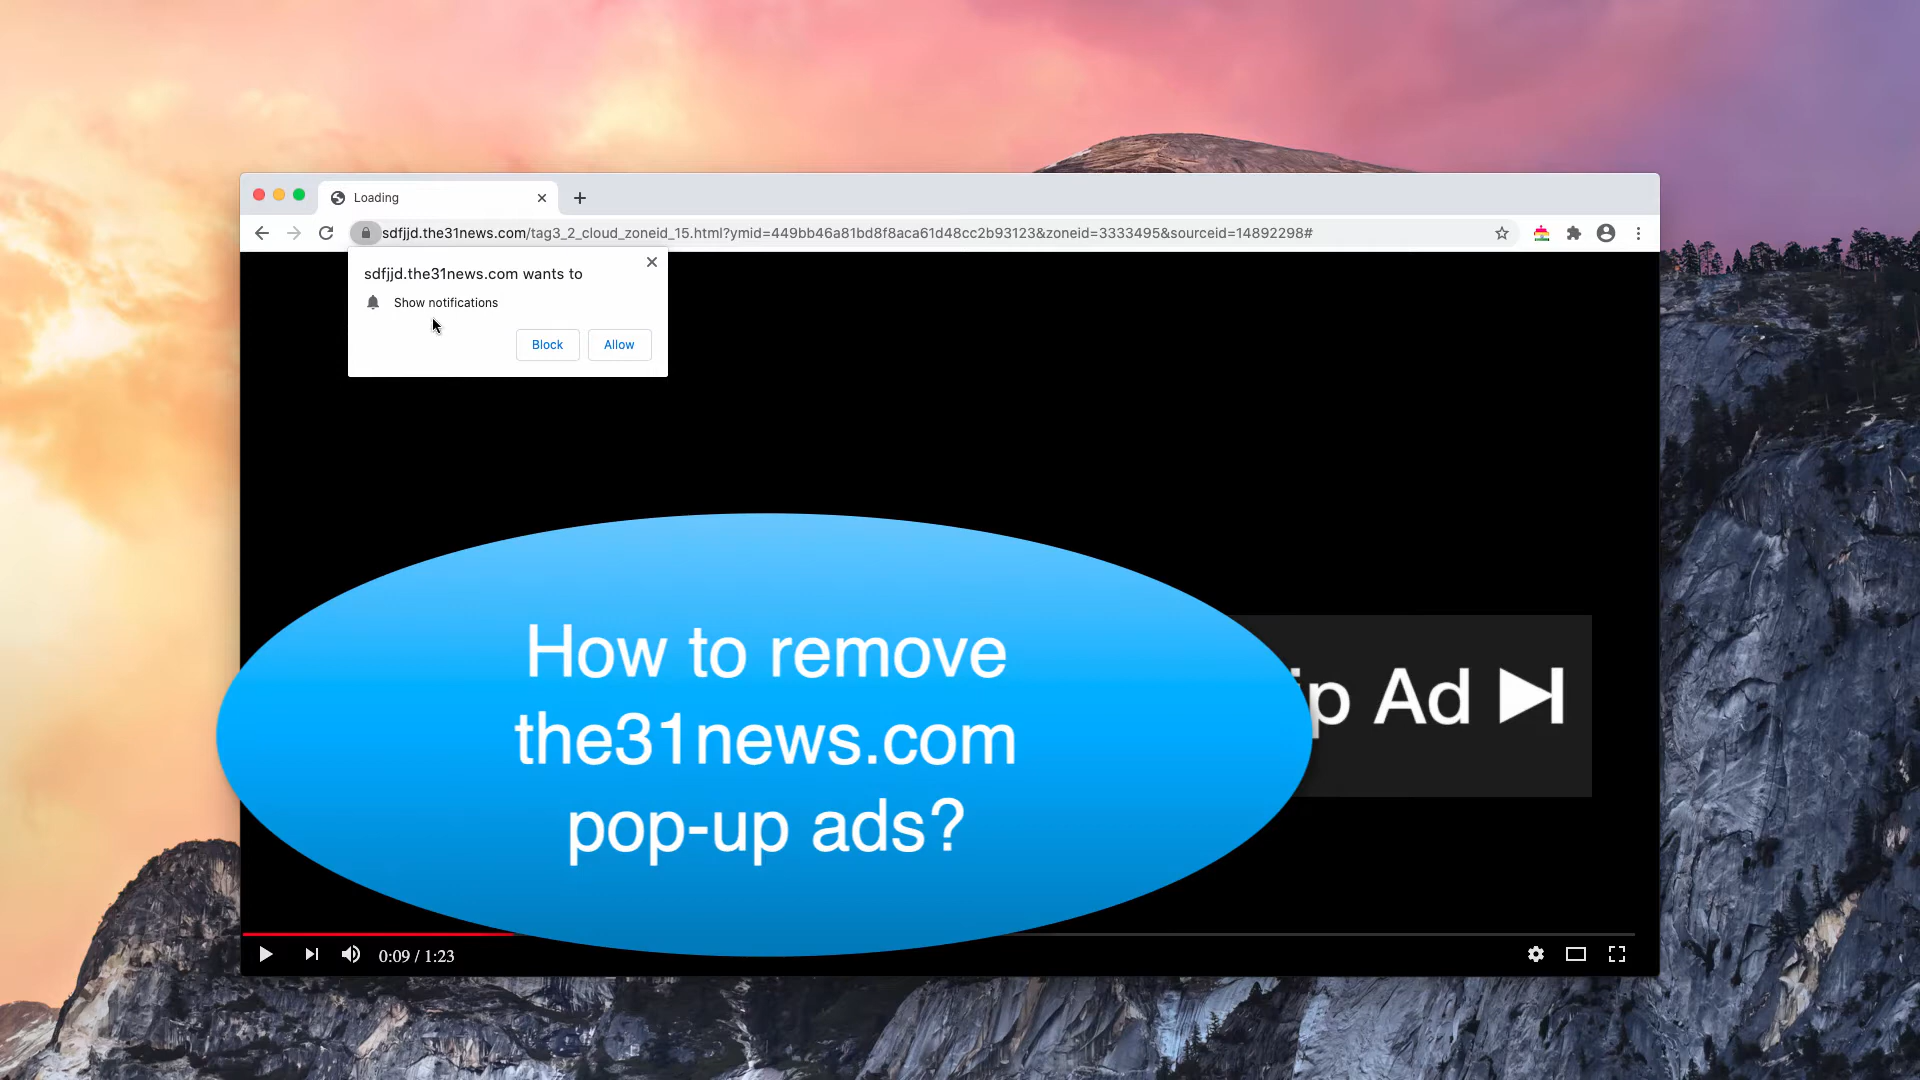 Loading
sdfjjd.the31news.com/tag3_2_cloud_zoneid_15.html?ymid=449bb46a81bd8f8aca61d48cc2b93123&zoneid=3333495&sourceid=14892298#
sdfjjd.the31news.com wants to
Show notifications
Block Allow
How to remove
the31news.com
pop-up ads?
ip Ad
0:09 / 1:23